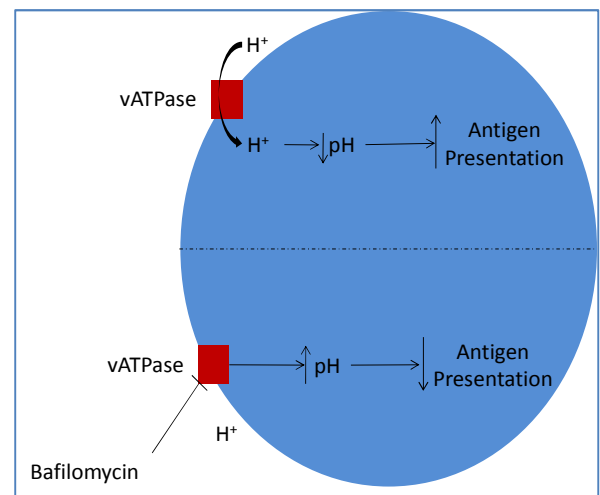 H+
vATPase
H+
pH
Antigen
Presentation
vATPase
pH
Antigen
Presentation
H+
Bafilomycin